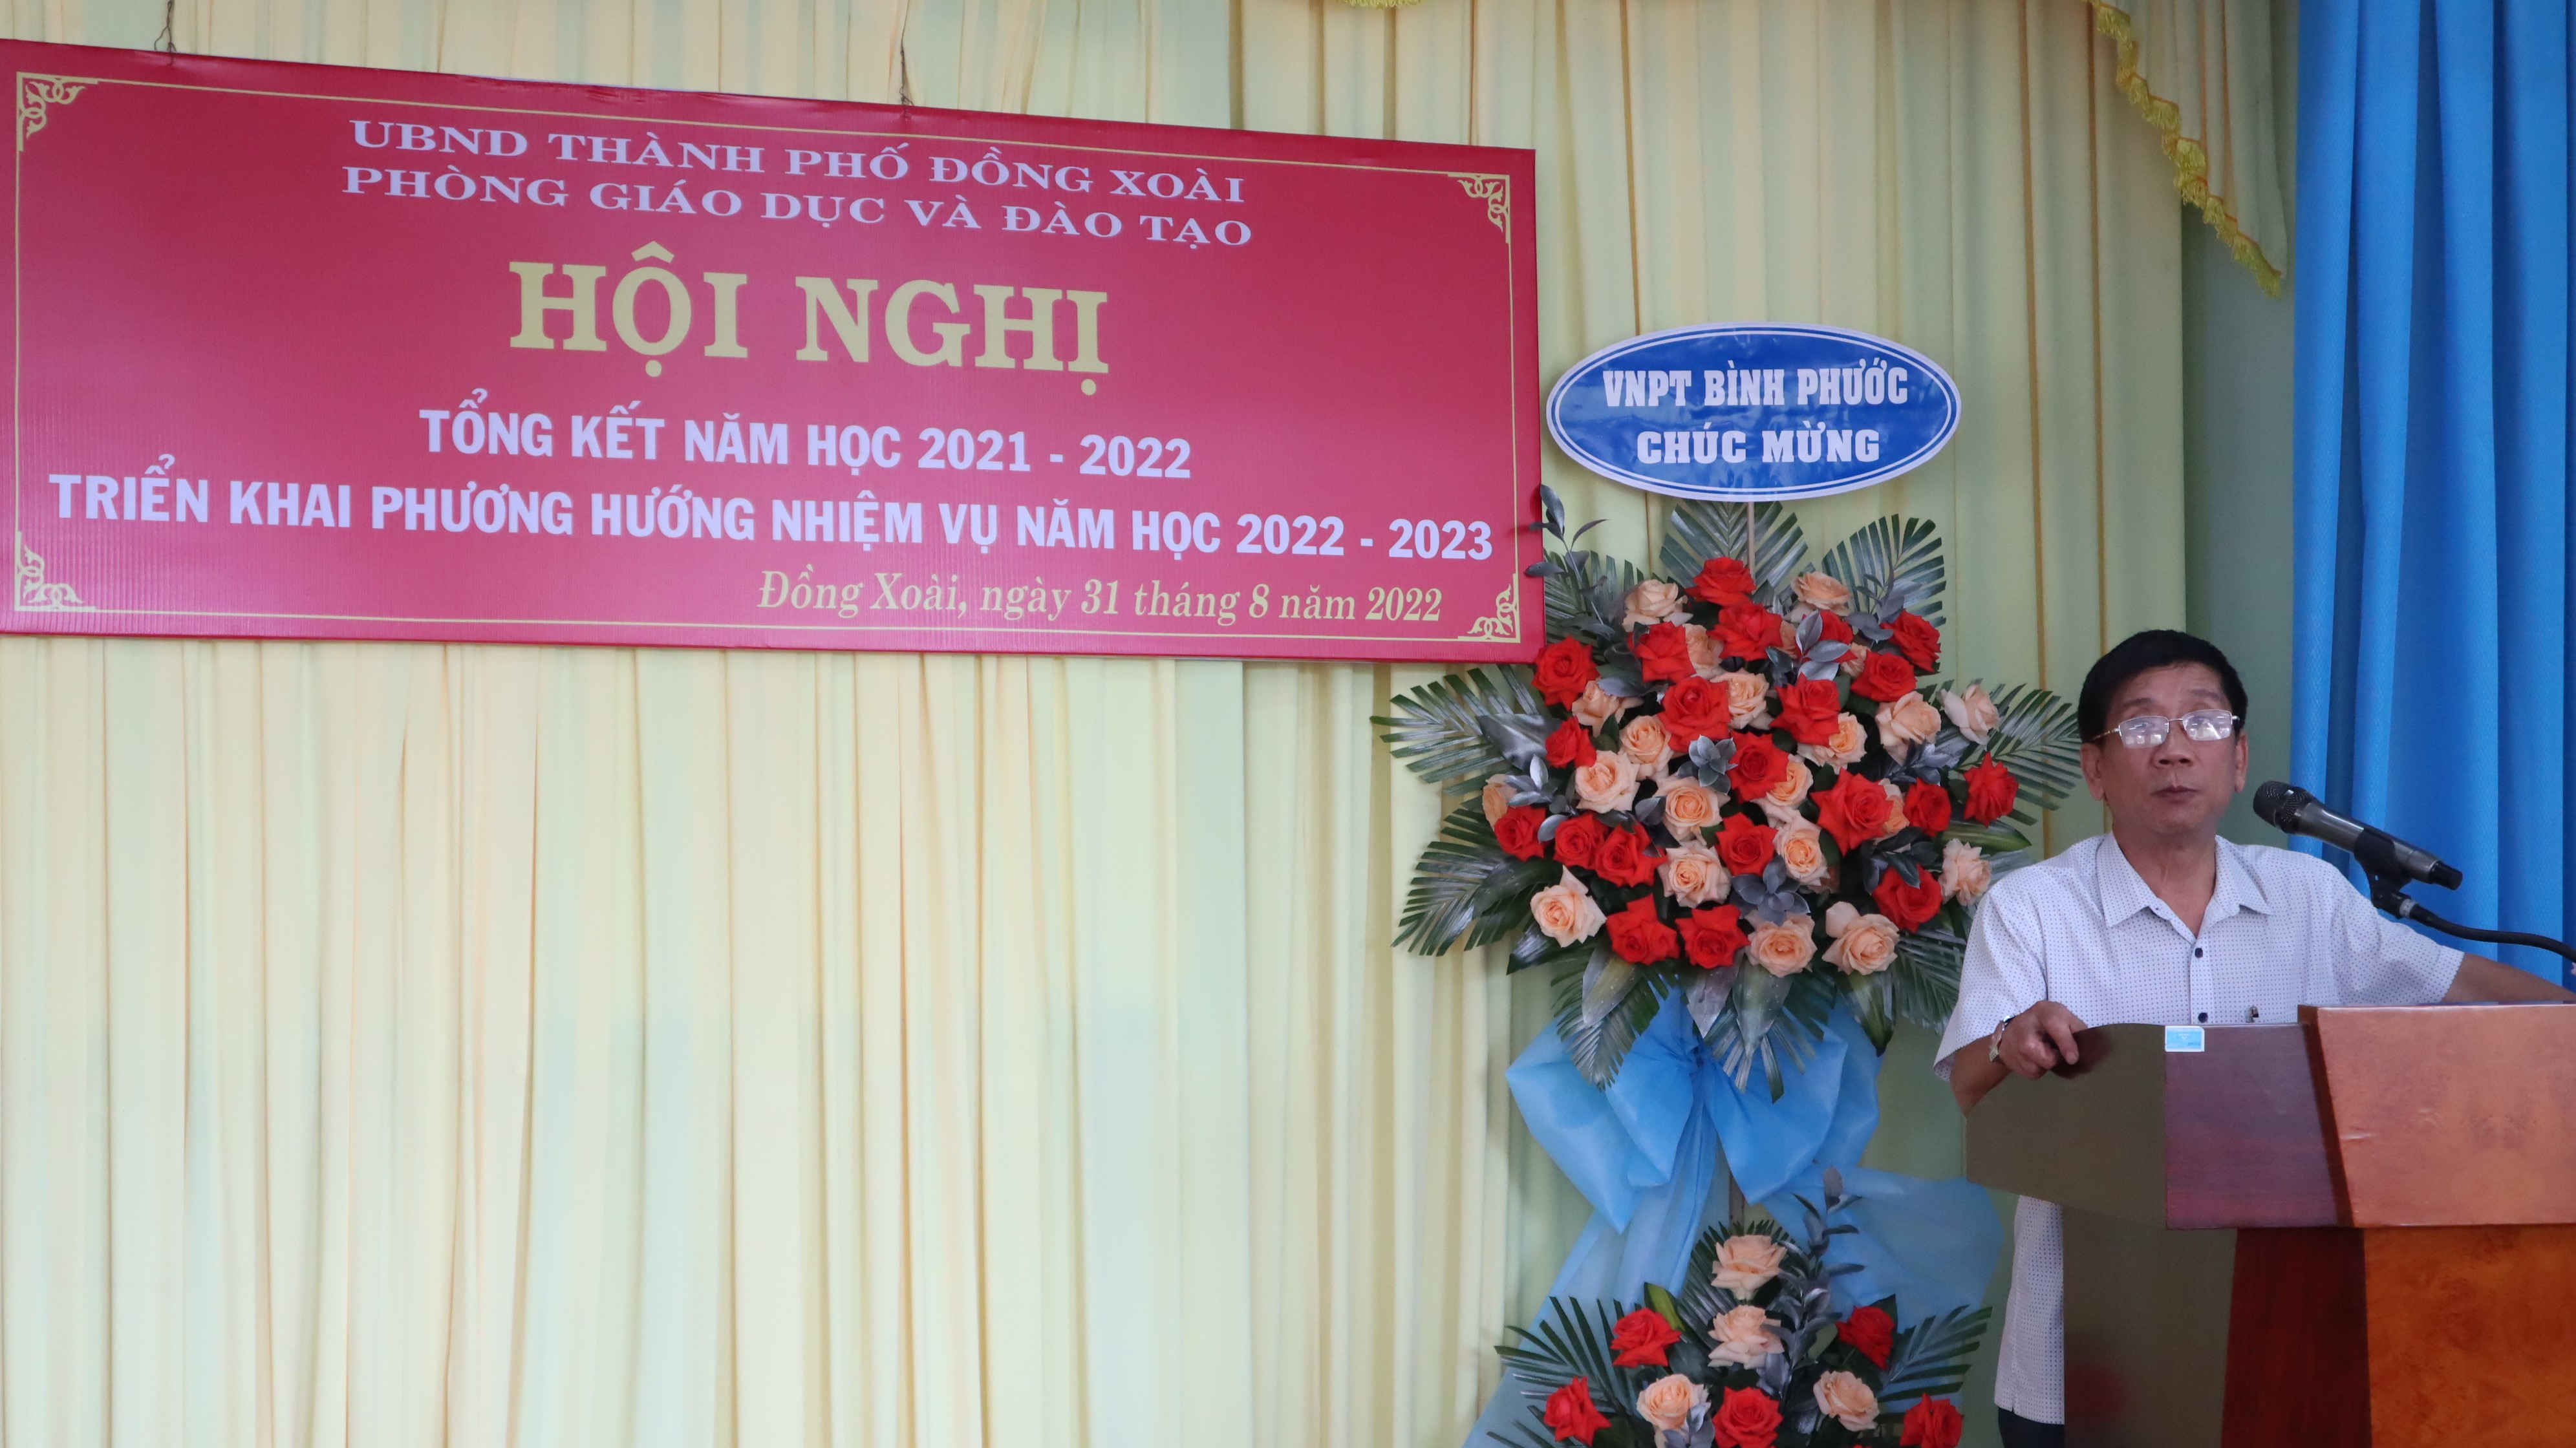 UBND THÀNH PHỐ ĐỒNG XOÀI
PHÒNG GIÁO DỤC VÀ ĐÀO TẠO
HỘI NGHỊ
TỔNG KẾT NĂM HỌC 2021 - 2022
TRIỂN KHAI PHƯƠNG HƯỚNG NHIỆM VỤ NĂM HỌC 2022 - 2023
Đồng Xoài, ngày 31 tháng 8 năm 2022
VNPT BÌNH PHƯỚC
CHÚC MỪNG